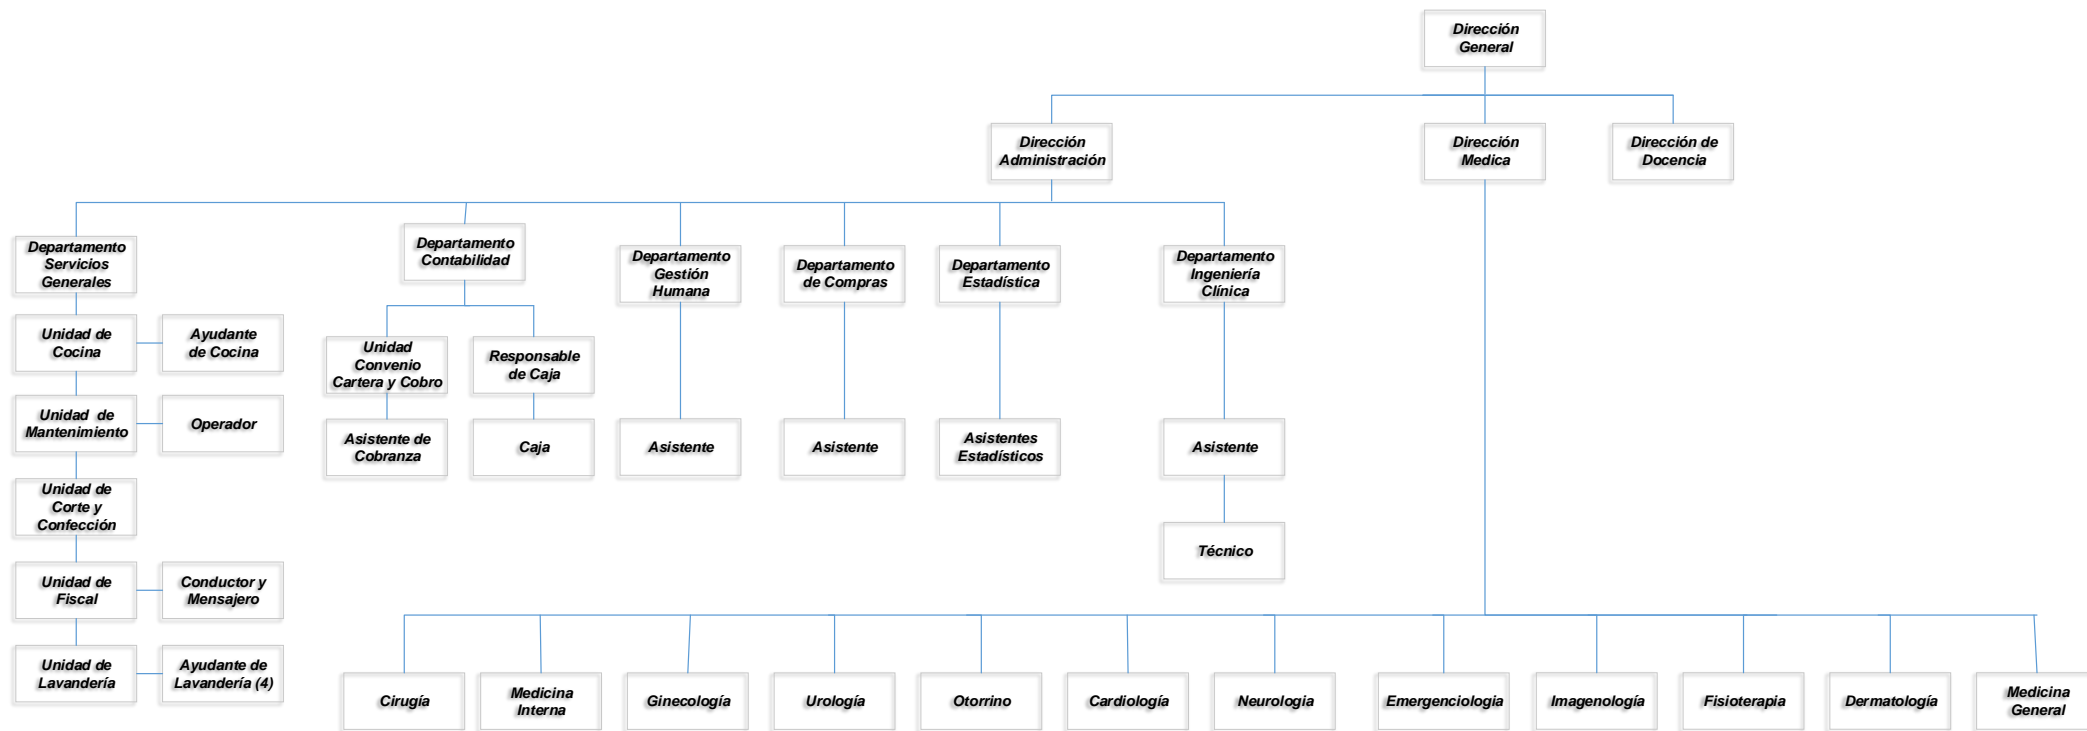 Dirección
General
Dirección
Administración
Dirección
Medica
Dirección de
Docencia
Departamento
Servicios
Generales
Departamento
Contabilidad
Departamento
Gestión
Humana
Departamento
de Compras
Departamento
Estadística
Departamento
Ingeniería
Clínica
Unidad de
Cocina
Ayudante
de Cocina
Unidad
Convenio
Cartera y Cobro
Responsable
de Caja
Unidad de
Mantenimiento
Operador
Asistente de
Cobranza
Caja
Asistente
Asistente
Asistentes
Estadísticos
Asistente
Unidad de
Corte y
Confección
Técnico
Unidad de
Fiscal
Conductor y
Mensajero
Unidad de
Lavandería
Ayudante de
Lavandería (4)
Cirugía
Medicina
Interna
Ginecología
Urología
Otorrino
Cardiología
Neurologia
Emergenciologia
Imagenología
Fisioterapia
Dermatología
Medicina
General